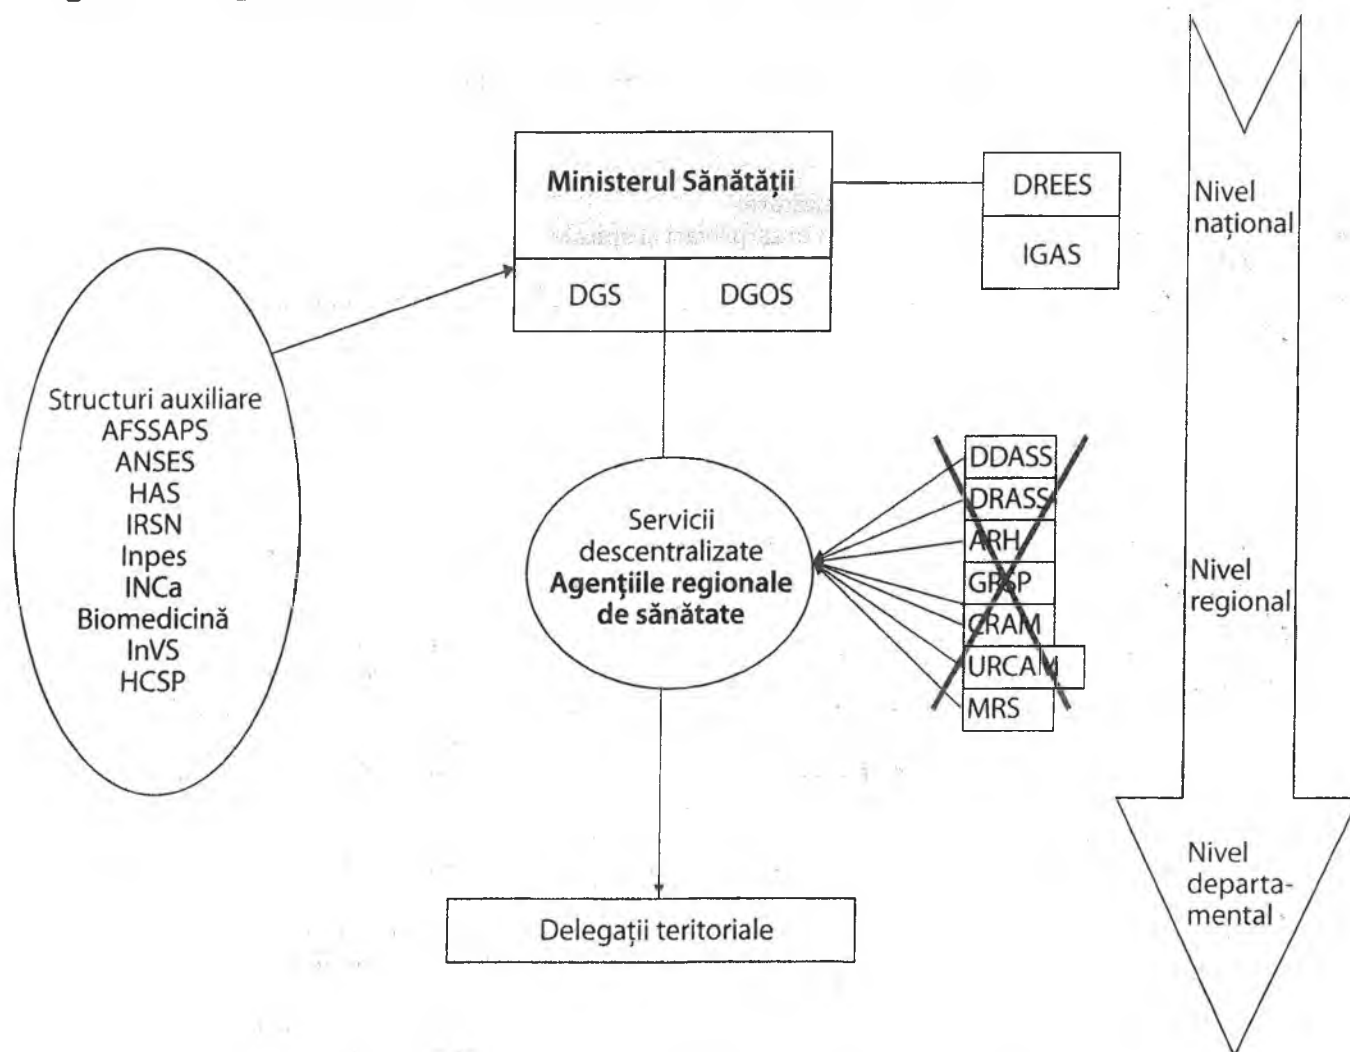 Ministerul Sănătății
DGS
DGOS
DREES
IGAS
Nivel
național
Structuri auxiliare
AFSSAPS
ANSES
HAS
IRSN
Inpes
INCa
Biomedicină
InVS
HCSP
Servicii
descentralizate
Agențiile regionale
de sănătate
DDASS
DRASS
ARH
GRSP
CRAM
URCAM
MRS
Nivel
regional
Delegații teritoriale
Nivel
departa-
mental